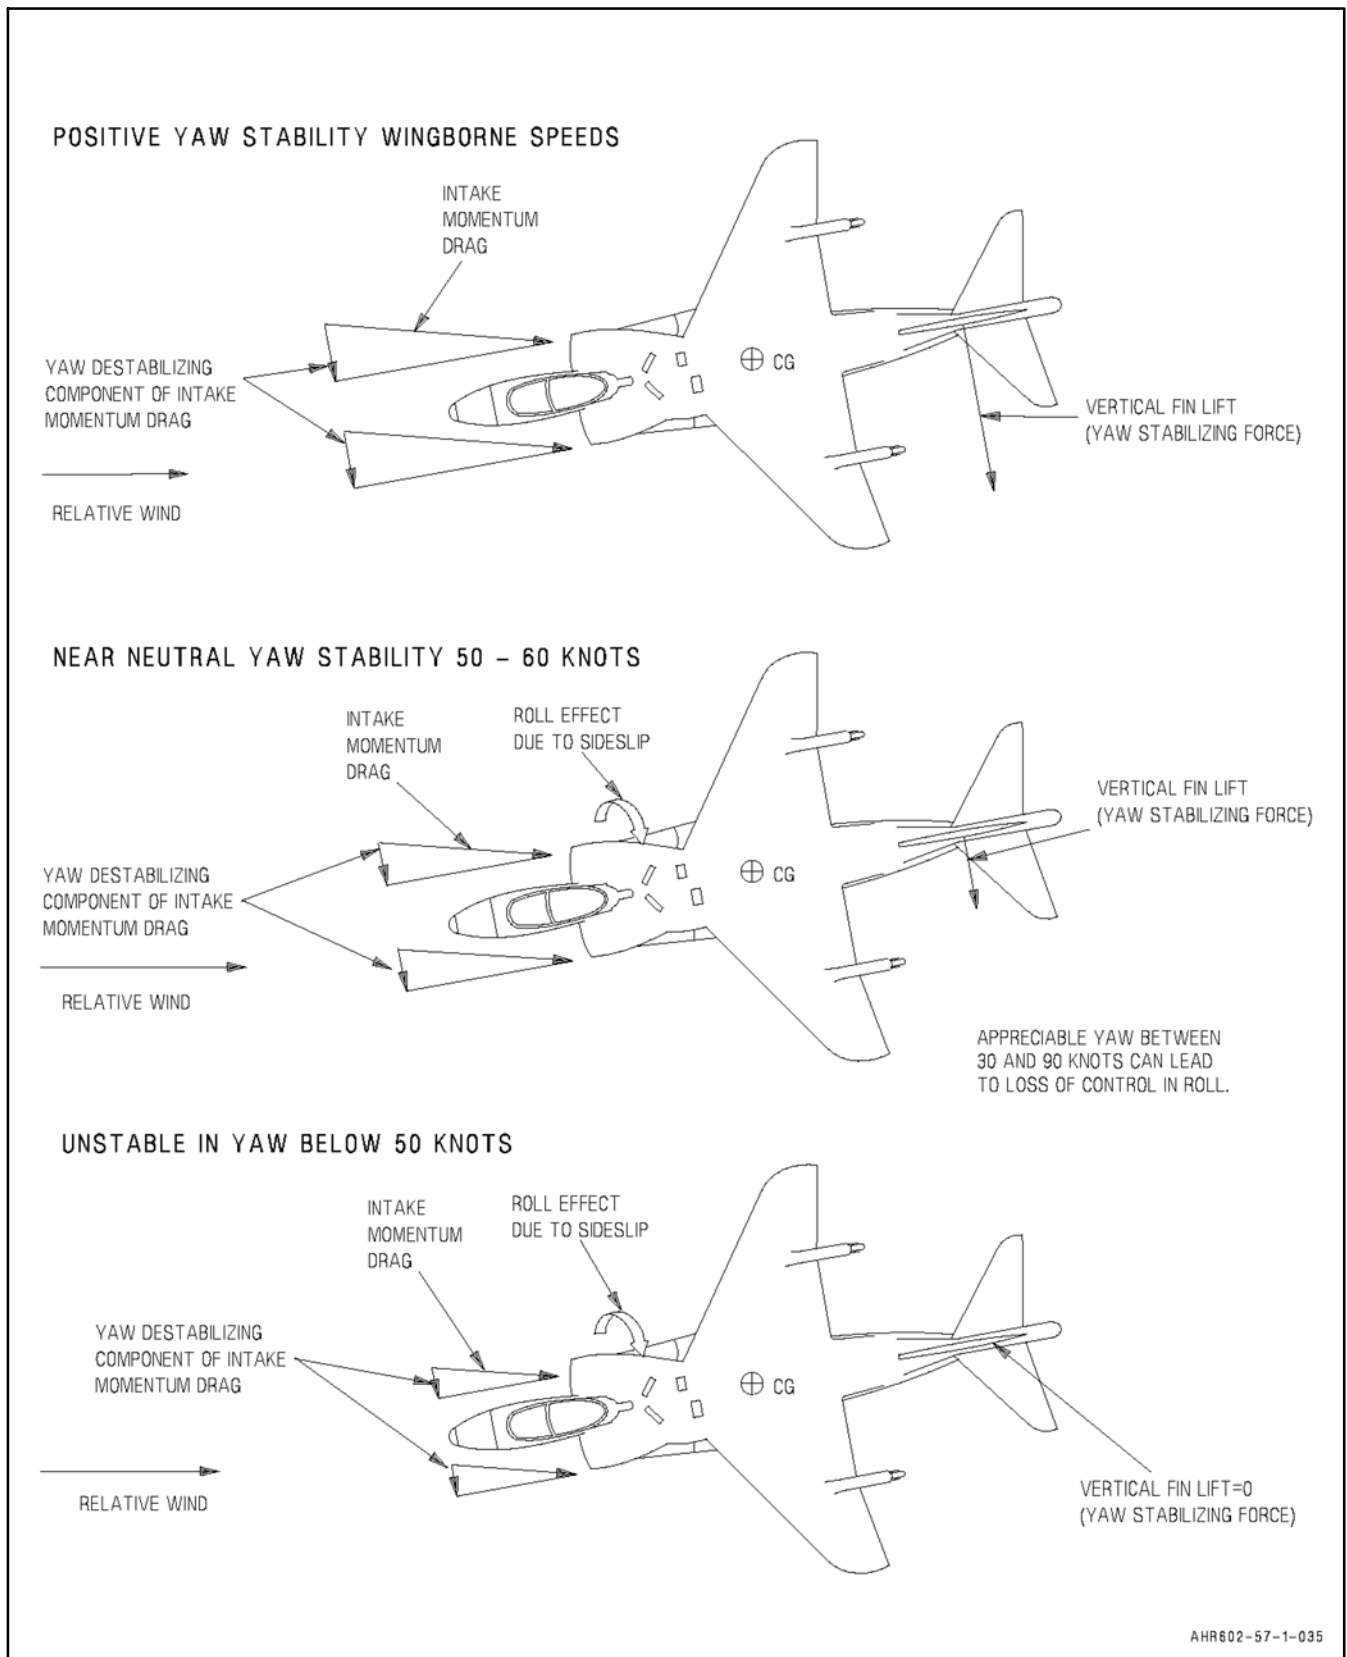 POSITIVE YAW STABILITY WINGBORNE SPEEDS
INTAKE
MOMENTUM
DRAG
YAW DESTABILIZING
COMPONENT OF INTAKE
MOMENTUM DRAG
RELATIVE WIND
CG
VERTICAL FIN LIFT
(YAW STABILIZING FORCE)
NEAR NEUTRAL YAW STABILITY 50 – 60 KNOTS
INTAKE
MOMENTUM
DRAG
ROLL EFFECT
DUE TO SIDESLIP
VERTICAL FIN LIFT
(YAW STABILIZING FORCE)
YAW DESTABILIZING
COMPONENT OF INTAKE
MOMENTUM DRAG
CG
RELATIVE WIND
APPRECIABLE YAW BETWEEN
30 AND 90 KNOTS CAN LEAD
TO LOSS OF CONTROL IN ROLL.
UNSTABLE IN YAW BELOW 50 KNOTS
INTAKE
MOMENTUM
DRAG
ROLL EFFECT
DUE TO SIDESLIP
YAW DESTABILIZING
COMPONENT OF INTAKE
MOMENTUM DRAG
CG
RELATIVE WIND
VERTICAL FIN LIFT=0
(YAW STABILIZING FORCE)
AHR602-57-1-035